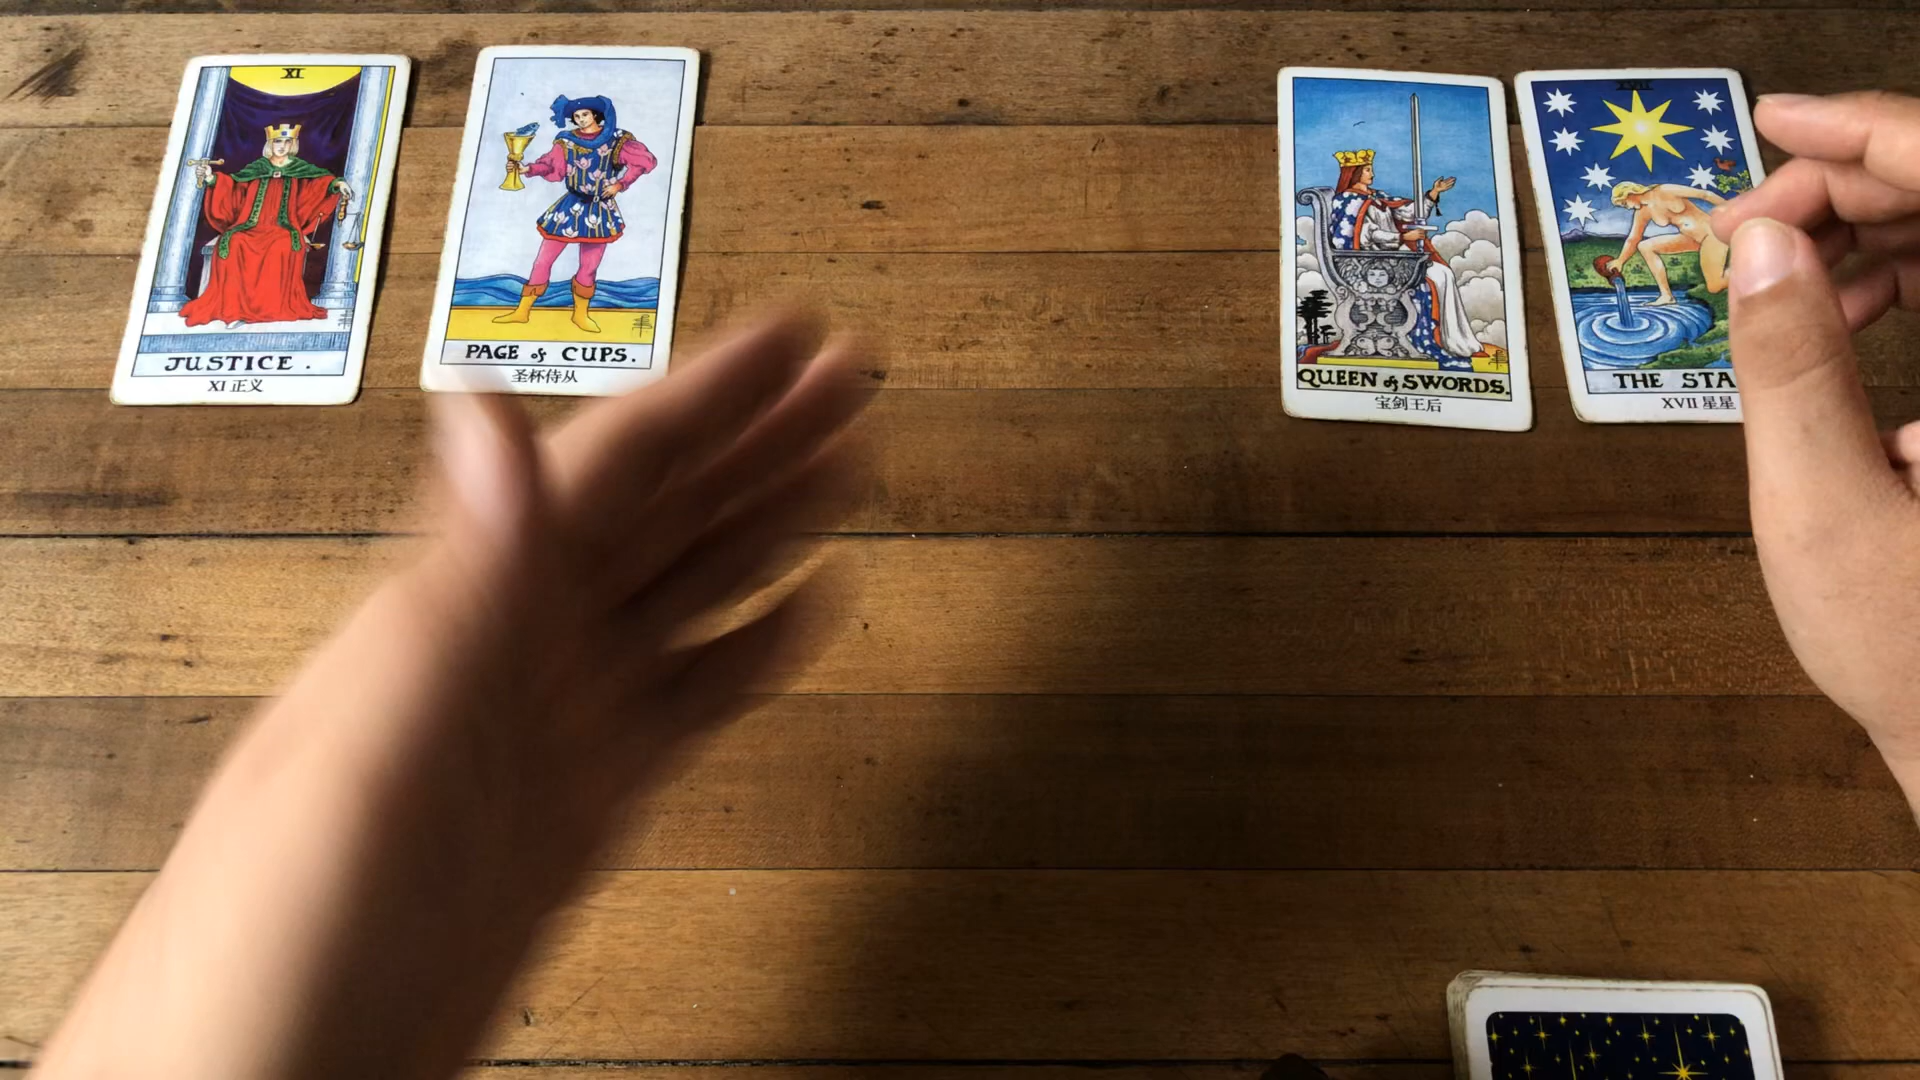 XI
JUSTICE.
XI 正义
PAGE of CUPS.
圣杯侍从
QUEEN of SWORDS.
宝剑王后
XVII
THE STA
XVII 星星